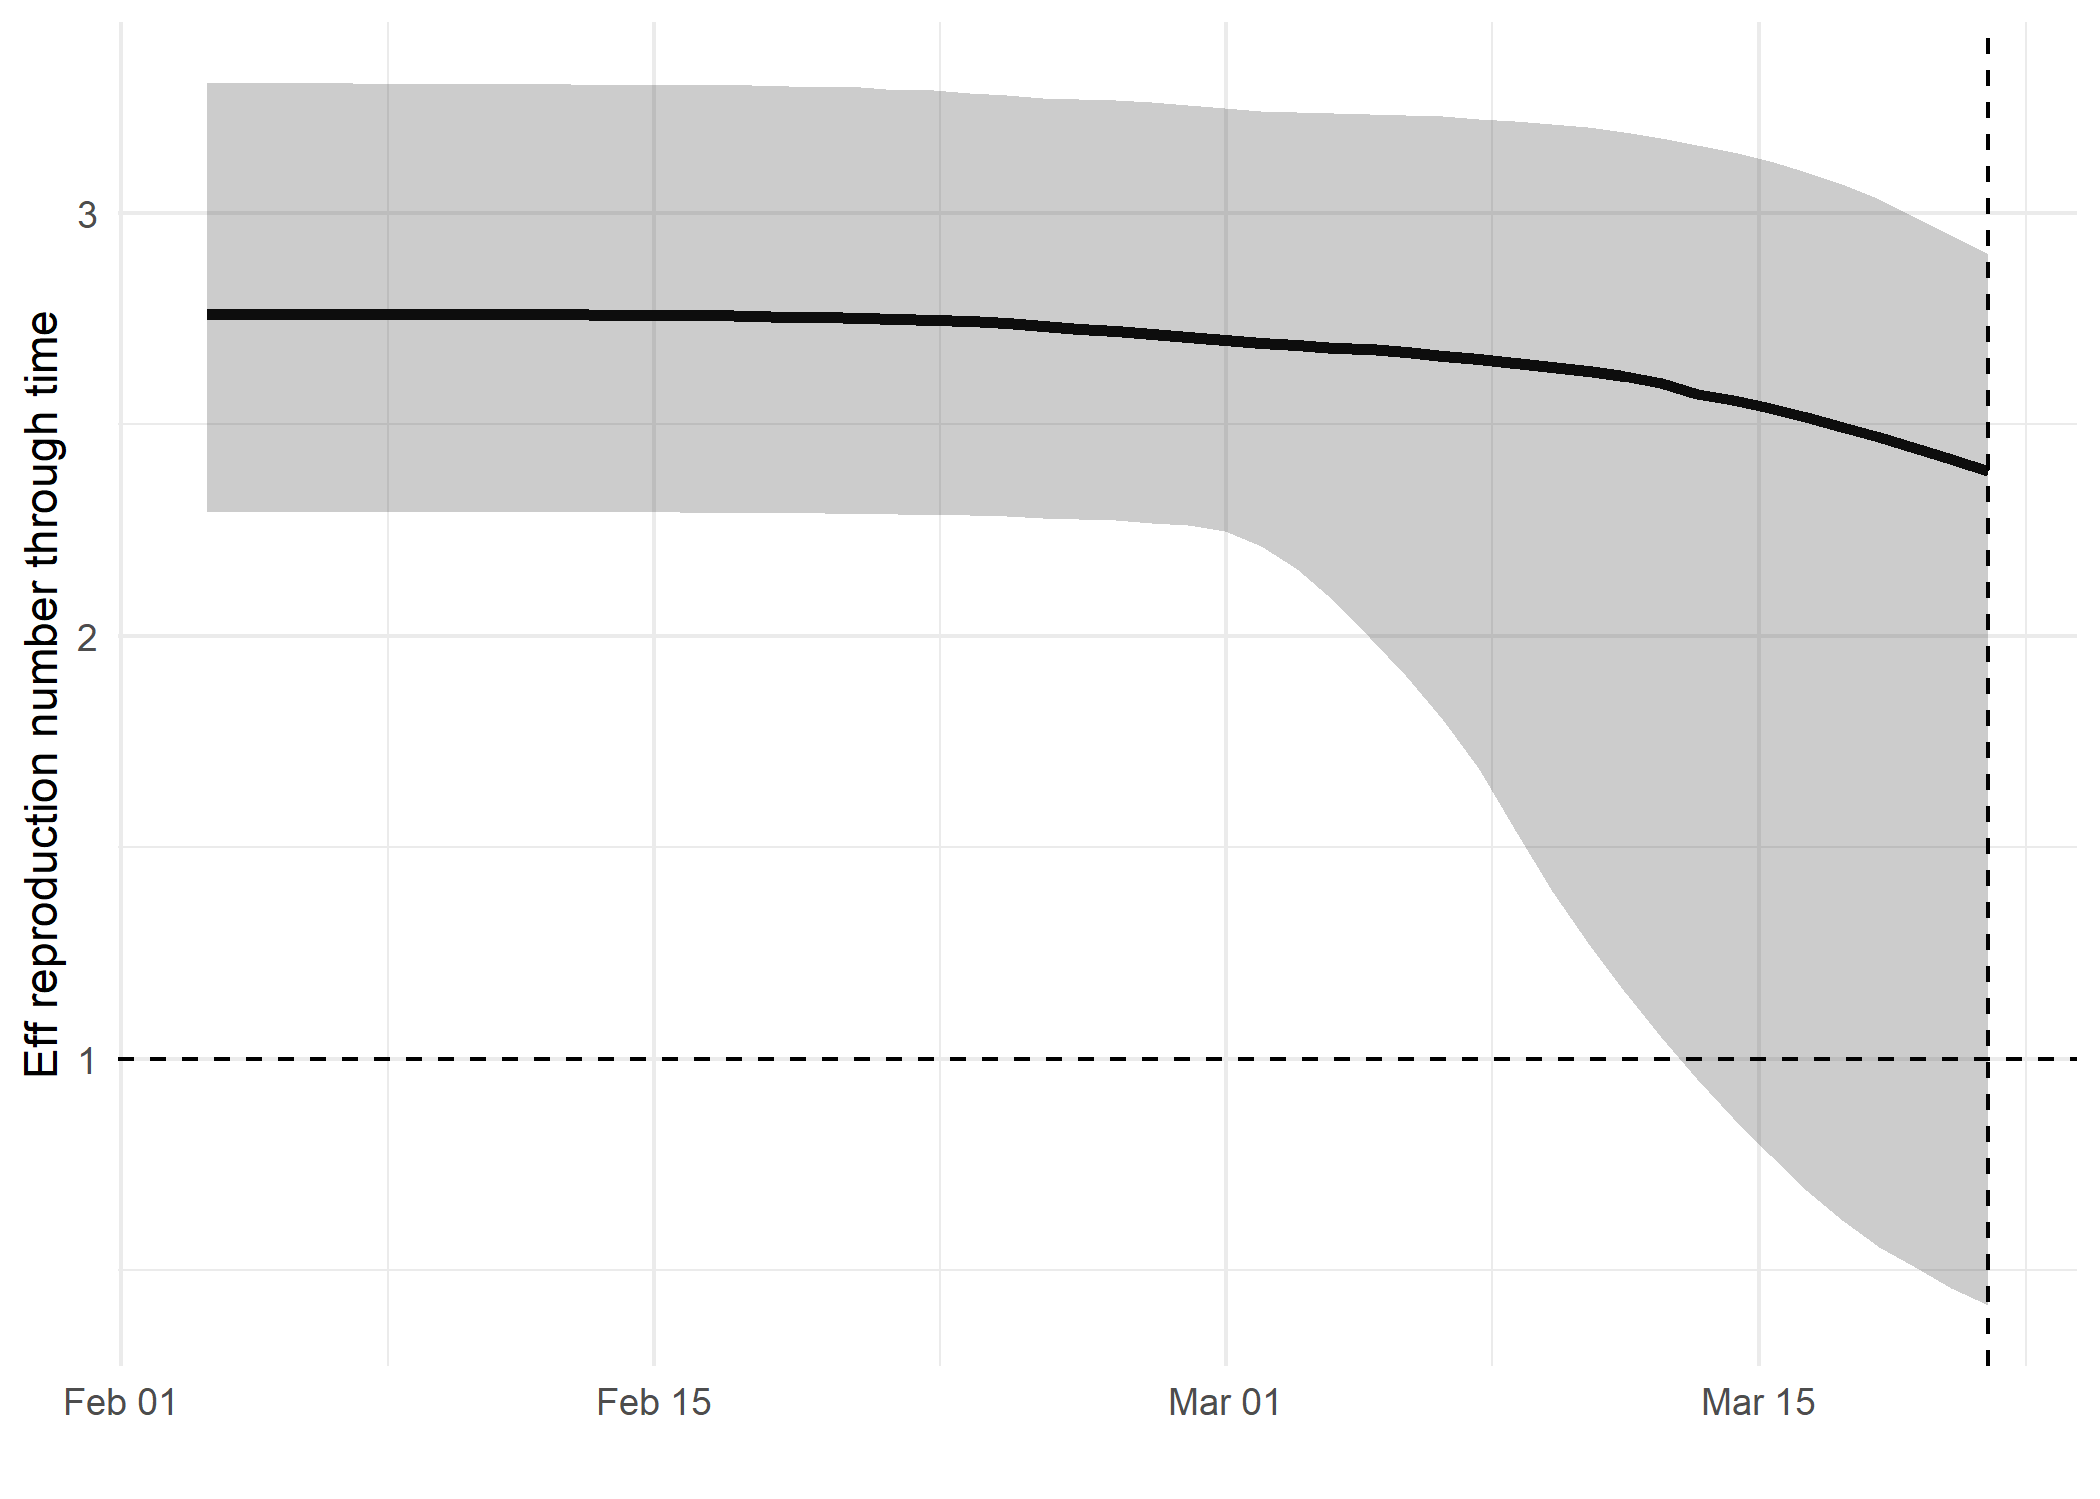 Eff reproduction number through time
3
2
1
Feb 01
Feb 15
Mar 01
Mar 15